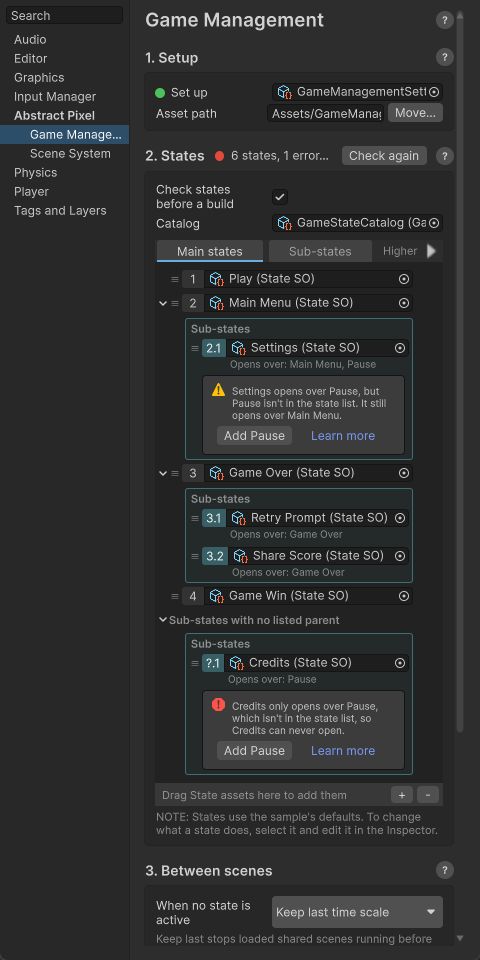 Search
Audio
Editor
Graphics
Input Manager
Abstract Pixel
Game Manage...
Scene System
Physics
Player
Tags and Layers
Game Management
?
1. Setup
?
Set up
GameManagementSett
Asset path
Assets/GameManag
Move...
2. States
6 states, 1 error...
Check again
?
Check states
before a build
Catalog
GameStateCatalog (Ga
Main states
Sub-states
Higher
1
Play (State SO)
2
Main Menu (State SO)
Sub-states
2.1
Settings (State SO)
Opens over: Main Menu, Pause
Settings opens over Pause, but
Pause isn't in the state list. It still
opens over Main Menu.
Add Pause
Learn more
3
Game Over (State SO)
Sub-states
3.1
Retry Prompt (State SO)
Opens over: Game Over
3.2
Share Score (State SO)
Opens over: Game Over
4
Game Win (State SO)
Sub-states with no listed parent
Sub-states
?.1
Credits (State SO)
Opens over: Pause
Credits only opens over Pause,
which isn't in the state list, so
Credits can never open.
Add Pause
Learn more
Drag State assets here to add them
+
-
NOTE: States use the sample's defaults. To change
what a state does, select it and edit it in the Inspector.
3. Between scenes
?
When no state is
active
Keep last time scale
Keep last stops loaded shared scenes running before